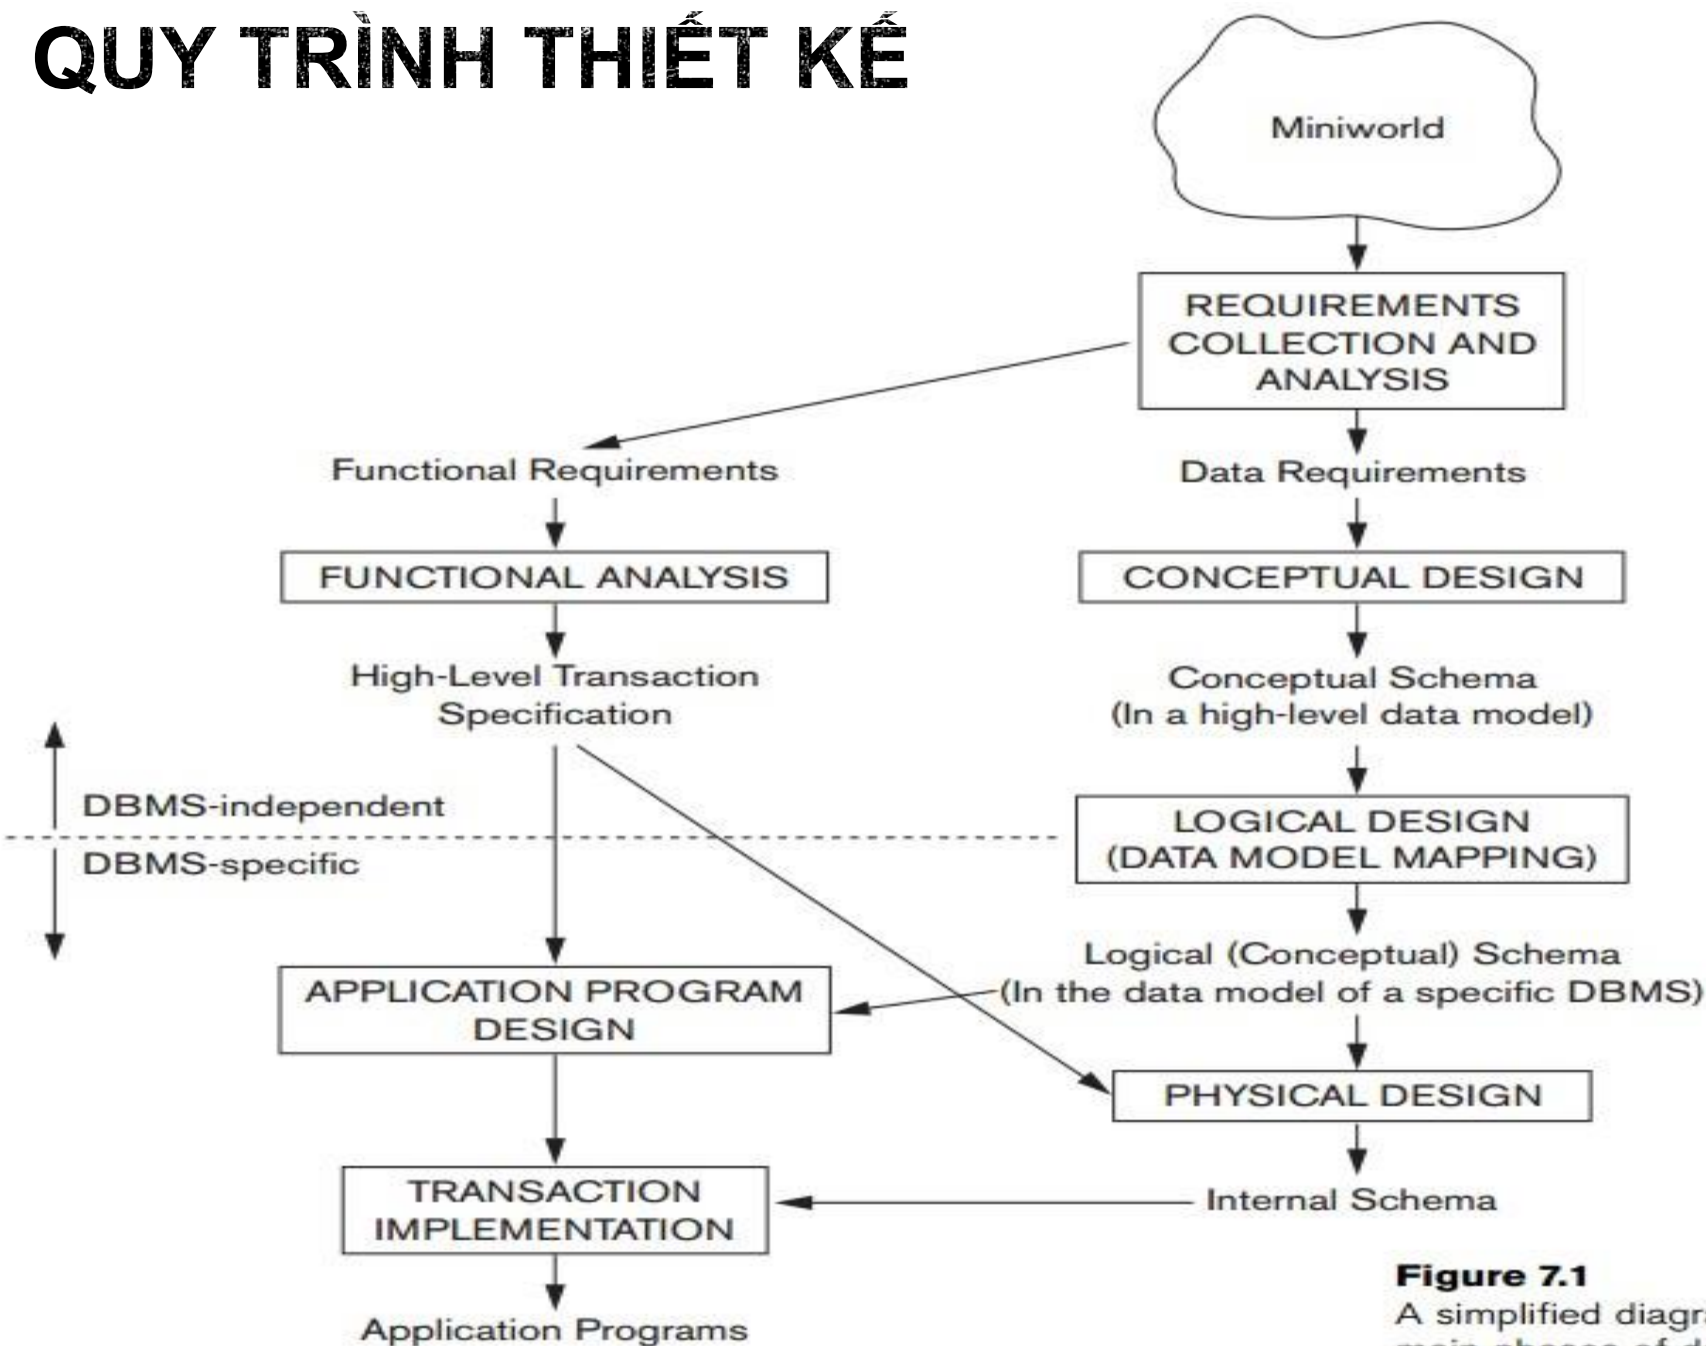 QUY TRÌNH THIẾT KẾ
Miniworld
REQUIREMENTS
COLLECTION AND
ANALYSIS
Functional Requirements
Data Requirements
FUNCTIONAL ANALYSIS
CONCEPTUAL DESIGN
High-Level Transaction
Specification
Conceptual Schema
(In a high-level data model)
DBMS-independent
DBMS-specific
LOGICAL DESIGN
(DATA MODEL MAPPING)
Logical (Conceptual) Schema
(In the data model of a specific DBMS)
APPLICATION PROGRAM
DESIGN
PHYSICAL DESIGN
TRANSACTION
IMPLEMENTATION
Internal Schema
Application Programs
Figure 7.1
A simplified
main phases of